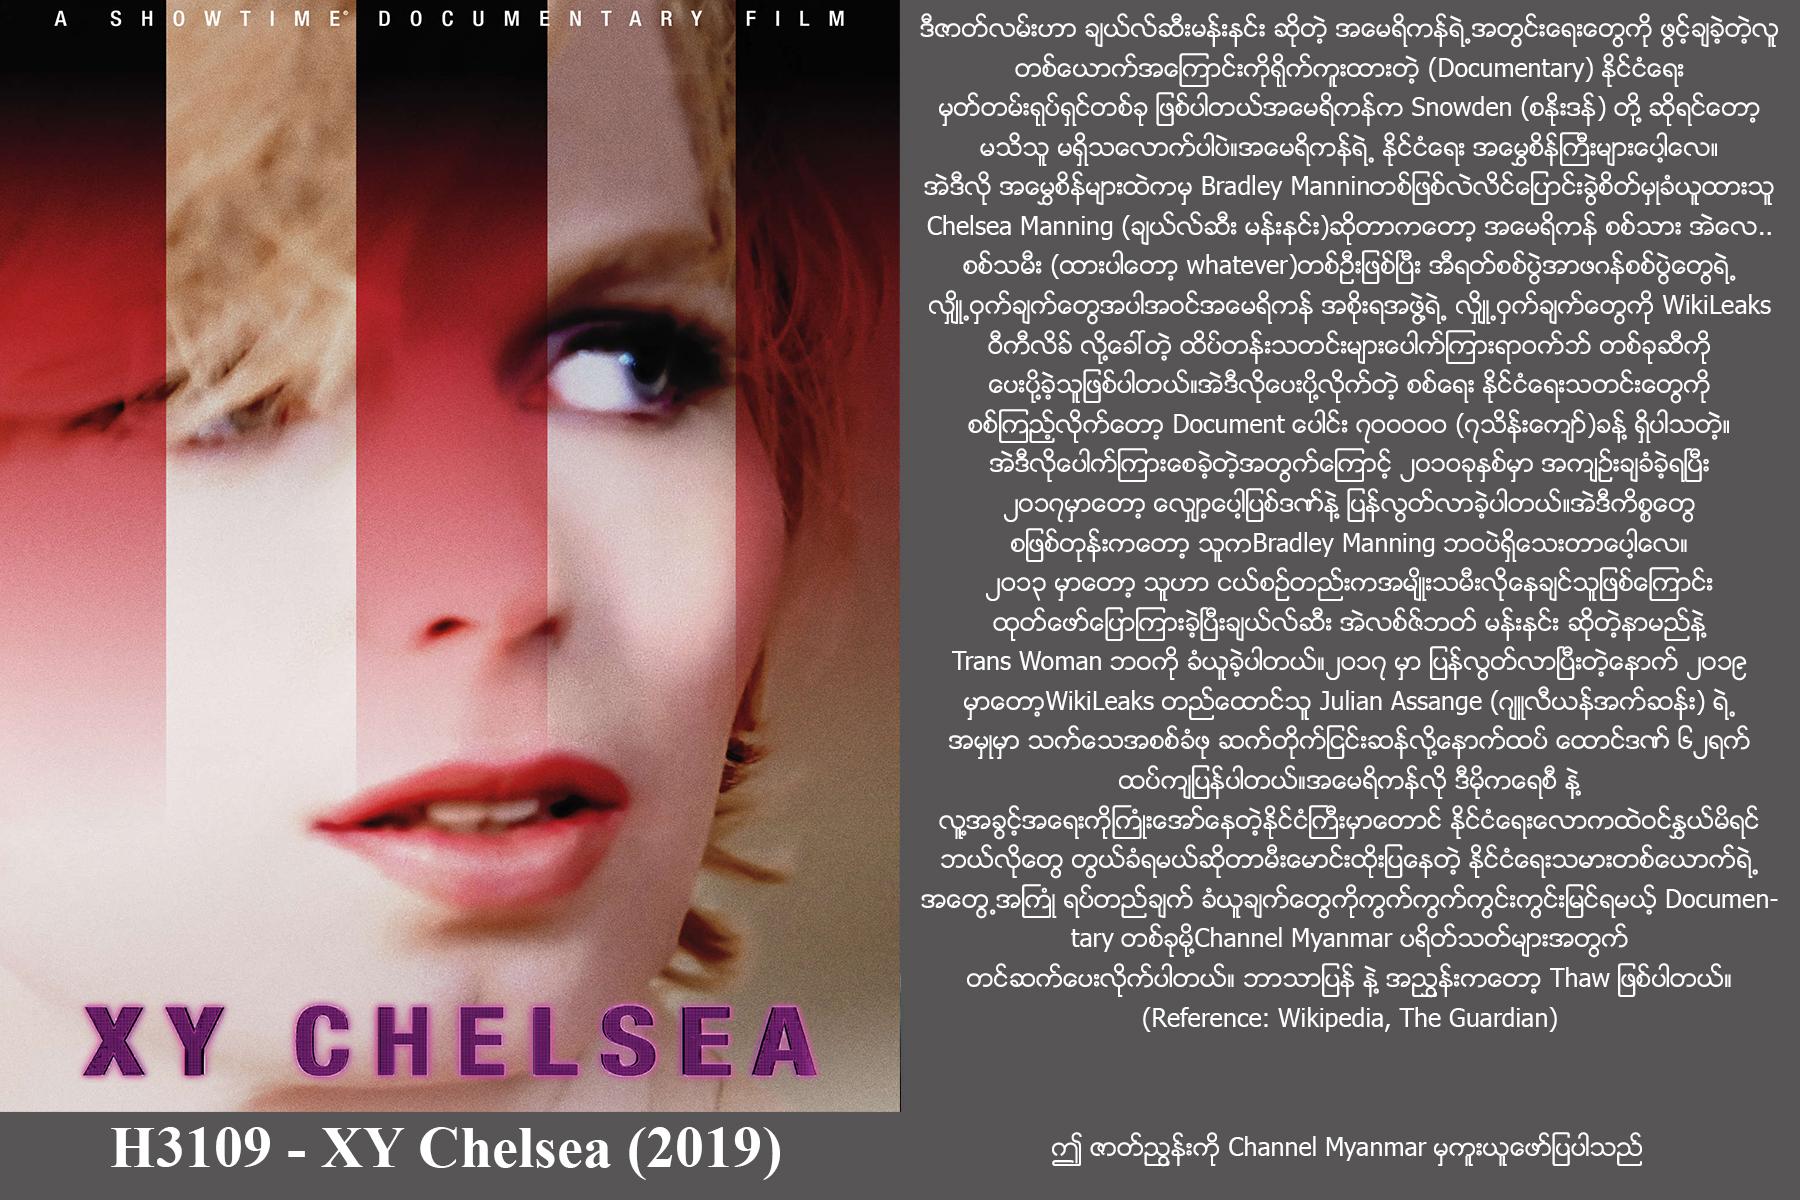 A SHOWTIME® DOCUMENTARY FILM
XY CHELSEA
H3109 - XY Chelsea (2019)
ဒီဇာတ်လမ်းဟာ ချယ်လ်ဆီးမန်းနင်း ဆိုတဲ့ အမေရိကန်ရဲ့အတွင်းရေးတွေကို ဖွင့်ချခဲ့တဲ့လူ
တစ်ယောက်အကြောင်းကိုရိုက်ကူးထားတဲ့ (Documentary) နိုင်ငံရေး
မှတ်တမ်းရုပ်ရှင်တစ်ခု ဖြစ်ပါတယ်အမေရိကန်က Snowden (စနိုးဒန်) တို့ ဆိုရင်တော့
မသိသူ မရှိသလောက်ပါပဲ။အမေရိကန်ရဲ့ နိုင်ငံရေး အမွှေစိန်ကြီးများပေါ့လေ။
အဲဒီလို အမွှေစိန်များထဲကမှ Bradley Manninတစ်ဖြစ်လဲလိင်ပြောင်းခွဲစိတ်မှုခံယူထားသူ
Chelsea Manning (ချယ်လ်ဆီး မန်းနင်း)ဆိုတာကတော့ အမေရိကန် စစ်သား အဲလေ..
စစ်သမီး (ထားပါတော့ whatever)တစ်ဦးဖြစ်ပြီး အီရတ်စစ်ပွဲအာဖဂန်စစ်ပွဲတွေရဲ့
လျှို့ဝှက်ချက်တွေအပါအဝင်အမေရိကန် အစိုးရအဖွဲ့ရဲ့ လျှို့ဝှက်ချက်တွေကို WikiLeaks
ဝီကီလိခ် လို့ခေါ်တဲ့ ထိပ်တန်းသတင်းများပေါက်ကြားရာဝက်ဘ် တစ်ခုဆီကို
ပေးပို့ခဲ့သူဖြစ်ပါတယ်။အဲဒီလိုပေးပို့လိုက်တဲ့ စစ်ရေး နိုင်ငံရေးသတင်းတွေကို
စစ်ကြည့်လိုက်တော့ Document ပေါင်း ၇၀၀၀၀၀ (၇သိန်းကျော်)ခန့် ရှိပါသတဲ့။
အဲဒီလိုပေါက်ကြားစေခဲ့တဲ့အတွက်ကြောင့် ၂၀၁၀ခုနှစ်မှာ အကျဉ်းချခံခဲ့ရပြီး
၂၀၁၇မှာတော့ လျှော့ပေါ့ပြစ်ဒဏ်နဲ့ ပြန်လွတ်လာခဲ့ပါတယ်။အဲဒီကိစ္စတွေ
စဖြစ်တုန်းကတော့ သူကBradley Manning ဘဝပဲရှိသေးတာပေါ့လေ။
၂၀၁၃ မှာတော့ သူဟာ ငယ်စဉ်တည်းကအမျိုးသမီးလိုနေချင်သူဖြစ်ကြောင်း
ထုတ်ဖော်ပြောကြားခဲ့ပြီးချယ်လ်ဆီး အဲလစ်ဇ်ဘတ် မန်းနင်း ဆိုတဲ့နာမည်နဲ့
Trans Woman ဘဝကို ခံယူခဲ့ပါတယ်။၂၀၁၇ မှာ ပြန်လွတ်လာပြီးတဲ့နောက် ၂၀၁၉
မှာတော့WikiLeaks တည်ထောင်သူ Julian Assange (ဂျူလီယန်အက်ဆန်း) ရဲ့
အမှုမှာ သက်သေအစစ်ခံဖု ဆက်တိုက်ငြင်းဆန်လို့နောက်ထပ် ထောင်ဒဏ် ၆၂ရက်
ထပ်ကျပြန်ပါတယ်။အမေရိကန်လို ဒီမိုကရေစီ နဲ့
လူ့အခွင့်အရေးကိုကြုံးအော်နေတဲ့နိုင်ငံကြီးမှာတောင် နိုင်ငံရေးလောကထဲဝင်နွှယ်မိရင်
ဘယ်လိုတွေ တွယ်ခံရမယ်ဆိုတာမီးမောင်းထိုးပြနေတဲ့ နိုင်ငံရေးသမားတစ်ယောက်ရဲ့
အတွေ့အကြုံ ရပ်တည်ချက် ခံယူချက်တွေကိုကွက်ကွက်ကွင်းကွင်းမြင်ရမယ့် Documen-
tary တစ်ခုမို့Channel Myanmar ပရိတ်သတ်များအတွက်
တင်ဆက်ပေးလိုက်ပါတယ်။ ဘာသာပြန် နဲ့ အညွှန်းကတော့ Thaw ဖြစ်ပါတယ်။
(Reference: Wikipedia, The Guardian)
ဤ ဇာတ်ညွှန်းကို Channel Myanmar မှကူးယူဖော်ပြပါသည်